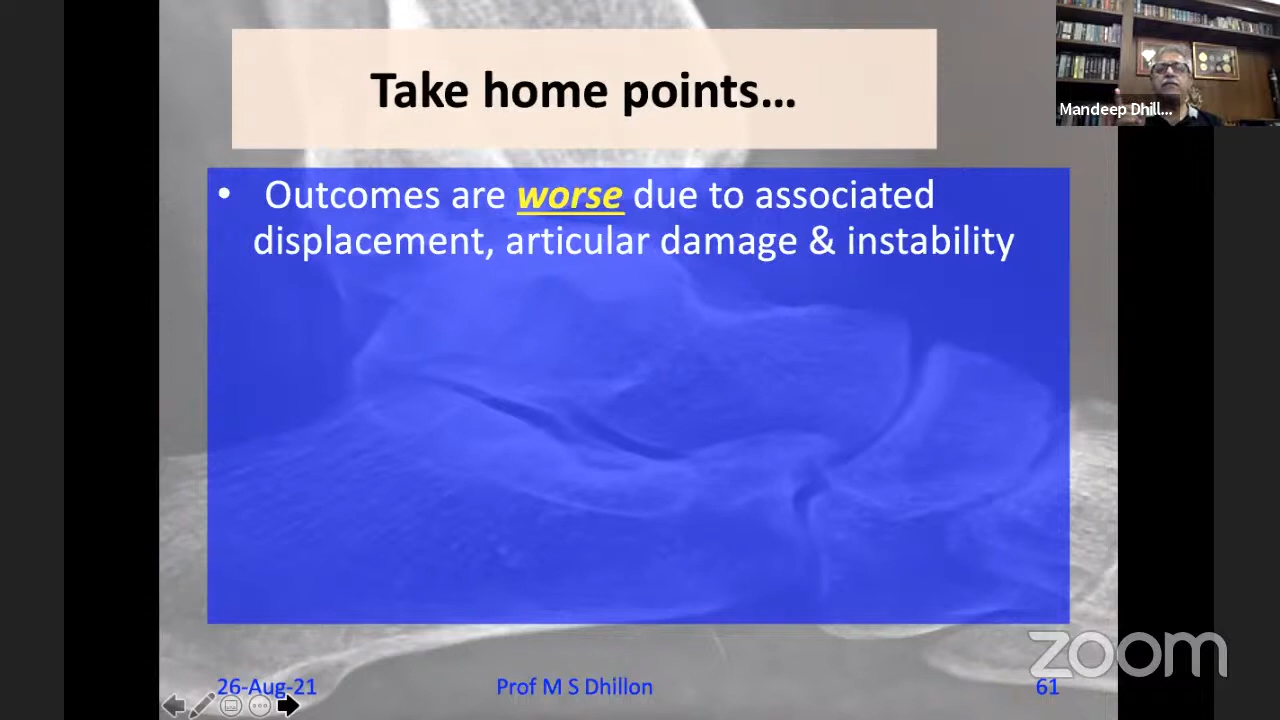 Take home points...
Mandeep Dhill...
• Outcomes are worse due to associated
displacement, articular damage & instability
zoom
26-Aug-21
Prof M S Dhillon
61